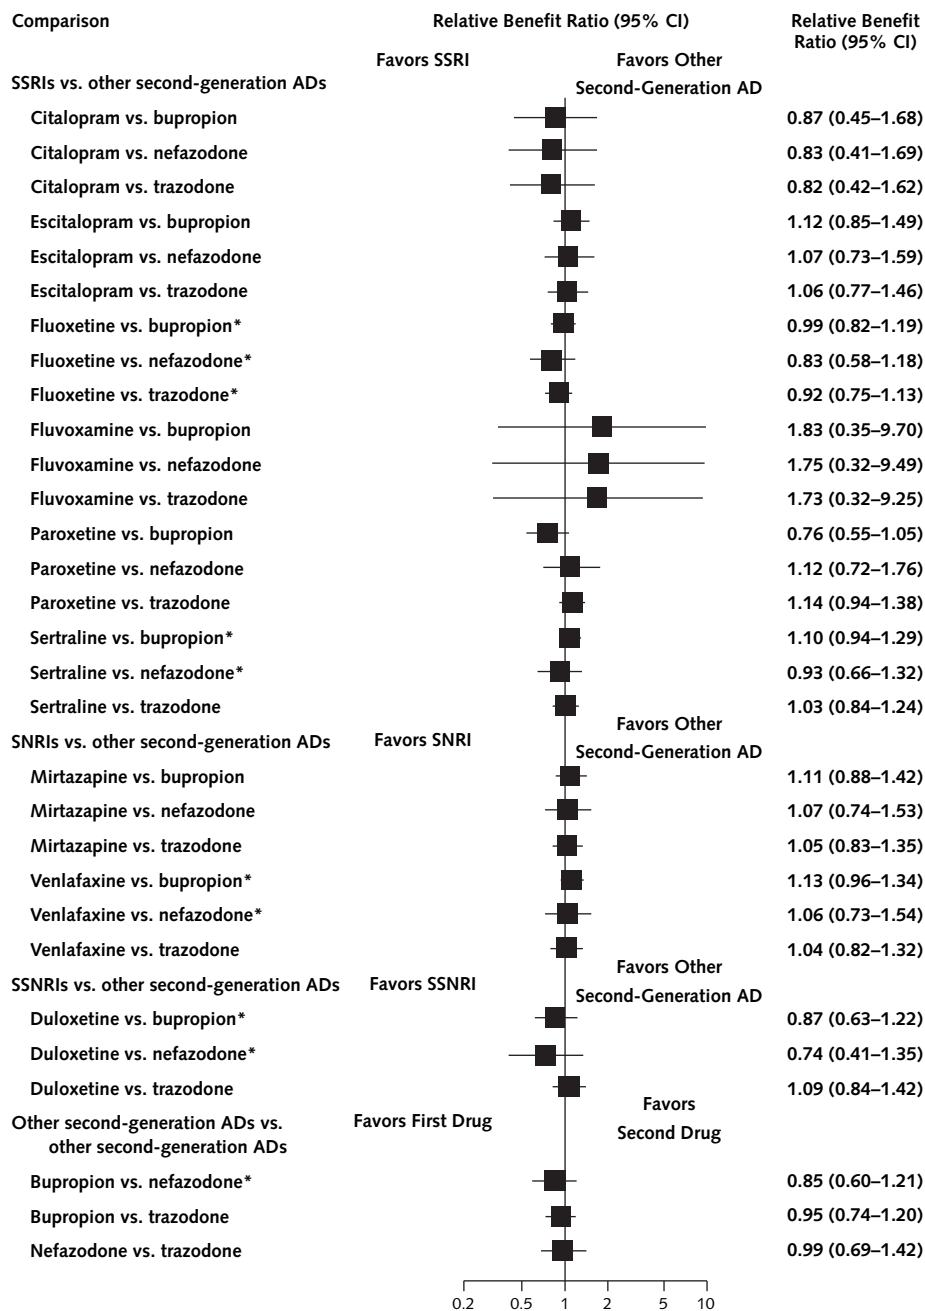 Comparison Relative Benefit Ratio (95% CI) Relative Benefit
Ratio (95% CI)
Favors SSRI Favors Other
Second-Generation AD
SSRIs vs. other second-generation ADs
Citalopram vs. bupropion 0.87 (0.45–1.68)
Citalopram vs. nefazodone 0.83 (0.41–1.69)
Citalopram vs. trazodone 0.82 (0.42–1.62)
Escitalopram vs. bupropion 1.12 (0.85–1.49)
Escitalopram vs. nefazodone 1.07 (0.73–1.59)
Escitalopram vs. trazodone 1.06 (0.77–1.46)
Fluoxetine vs. bupropion* 0.99 (0.82–1.19)
Fluoxetine vs. nefazodone* 0.83 (0.58–1.18)
Fluoxetine vs. trazodone* 0.92 (0.75–1.13)
Fluvoxamine vs. bupropion 1.83 (0.35–9.70)
Fluvoxamine vs. nefazodone 1.75 (0.32–9.49)
Fluvoxamine vs. trazodone 1.73 (0.32–9.25)
Paroxetine vs. bupropion 0.76 (0.55–1.05)
Paroxetine vs. nefazodone 1.12 (0.72–1.76)
Paroxetine vs. trazodone 1.14 (0.94–1.38)
Sertraline vs. bupropion* 1.10 (0.94–1.29)
Sertraline vs. nefazodone* 0.93 (0.66–1.32)
Sertraline vs. trazodone 1.03 (0.84–1.24)
Favors Other
SNRIs vs. other second-generation ADs Favors SNRI Second-Generation AD
Mirtazapine vs. bupropion 1.11 (0.88–1.42)
Mirtazapine vs. nefazodone 1.07 (0.74–1.53)
Mirtazapine vs. trazodone 1.05 (0.83–1.35)
Venlafaxine vs. bupropion* 1.13 (0.96–1.34)
Venlafaxine vs. nefazodone* 1.06 (0.73–1.54)
Venlafaxine vs. trazodone 1.04 (0.82–1.32)
Favors Other
SSNRIs vs. other second-generation ADs Favors SSNRI Second-Generation AD
Duloxetine vs. bupropion* 0.87 (0.63–1.22)
Duloxetine vs. nefazodone* 0.74 (0.41–1.35)
Duloxetine vs. trazodone 1.09 (0.84–1.42)
Favors
Other second-generation ADs vs. Favors First Drug Second Drug
other second-generation ADs
Bupropion vs. nefazodone* 0.85 (0.60–1.21)
Bupropion vs. trazodone 0.95 (0.74–1.20)
Nefazodone vs. trazodone 0.99 (0.69–1.42)
0.2 0.5 1 2 5 10